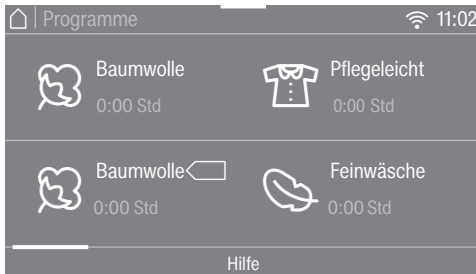 Programme 11:02
Baumwolle
0:00 Std
Pflegeleicht
0:00 Std
Baumwolle
0:00 Std
Feinwäsche
0:00 Std
Hilfe